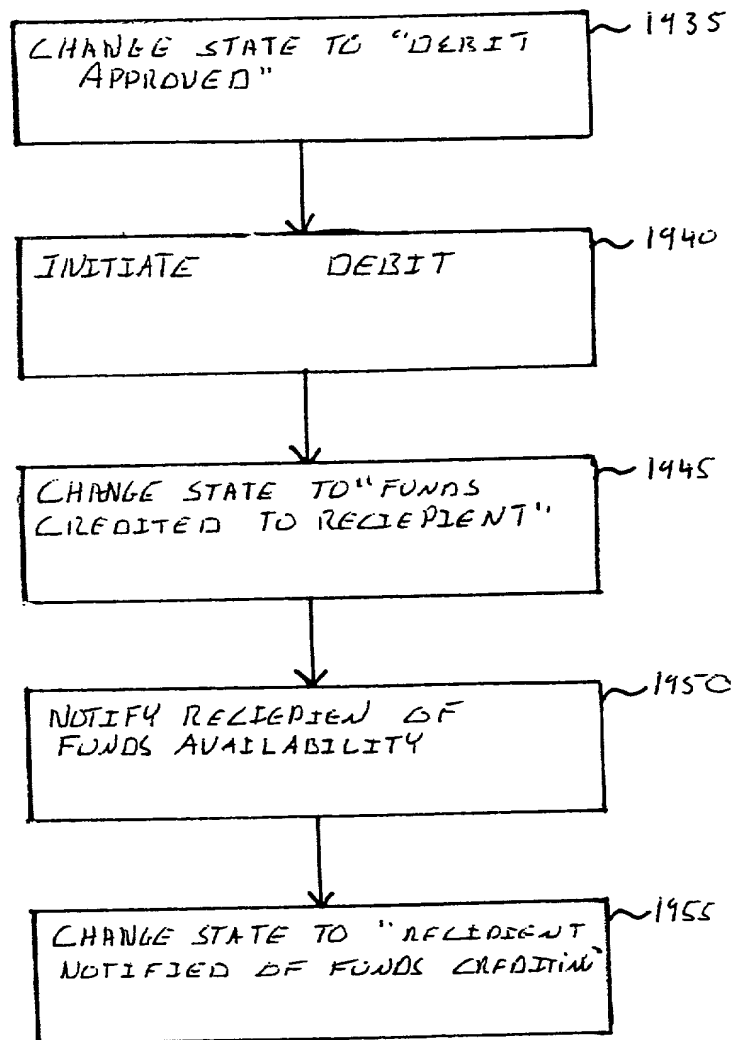 CHANGE STATE TO "DEBIT
APPROVED"
1935
INITIATE DEBIT
1940
CHANGE STATE TO "FUNDS
CREDITED TO RECIEPIENT"
1945
NOTIFY RECIEPIEN OF
FUNDS AVAILABILITY
1950
CHANGE STATE TO "RECIPIENT
NOTIFIED OF FUNDS CREDITIN"
1955